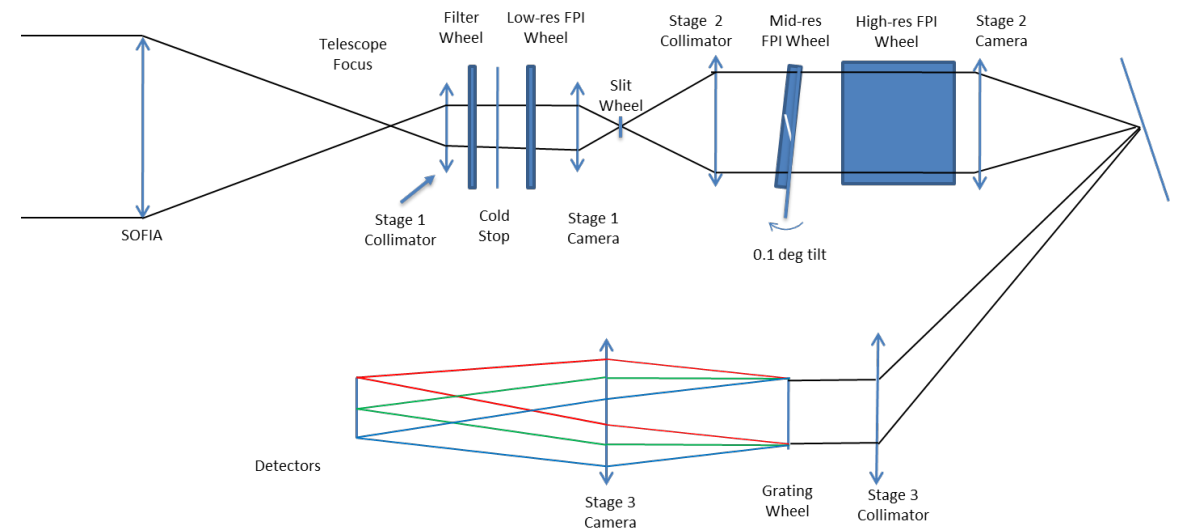 Telescope
Focus
Filter
Wheel
Low-res FPI
Wheel
Stage 2
Collimator
Mid-res
FPI Wheel
High-res FPI
Wheel
Stage 2
Camera
Slit
Wheel
SOFIA
Stage 1
Collimator
Cold
Stop
Stage 1
Camera
0.1 deg tilt
Detectors
Stage 3
Camera
Grating
Wheel
Stage 3
Collimator